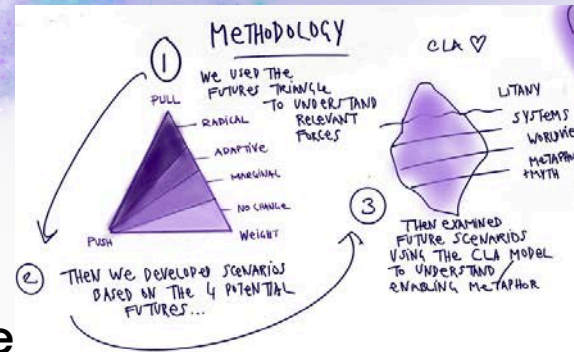 METHODOLOGY
1
WE USED THE
FUTURES TRIANGLE
TO UNDERSTAND
RELEVANT
FORCES
PULL
RADICAL
ADAPTIVE
MARGINAL
NO CHANGE
PUSH
WEIGHT
2 THEN WE DEVELOPED SCENARIOS
BASED ON THE 4 POTENTIAL
FUTURES...
CLA ♡
LITANY
SYSTEMS
WORLDVIE
METAPHO
+MYTH
3
THEN EXAMINED
FUTURE SCENARIOS
USING THE CLA MODEL
TO UNDERSTAND
ENABLING METAPHOR
e